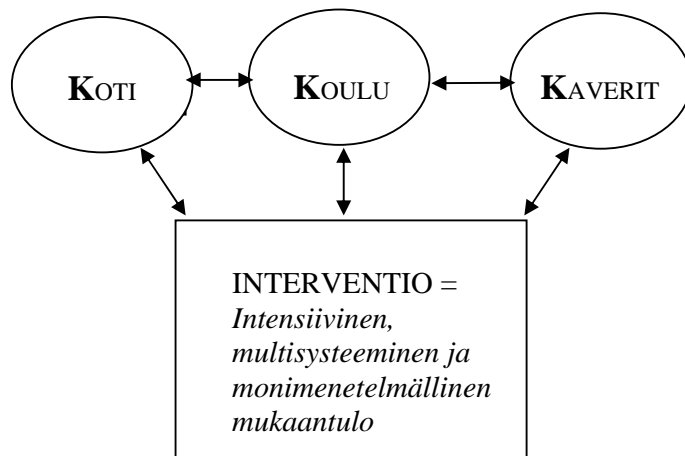 KOTI
KOULU
KAVERIT
INTERVENTIO =
Intensiivinen,
multisysteeminen ja
monimenetelmällinen
mukaantulo